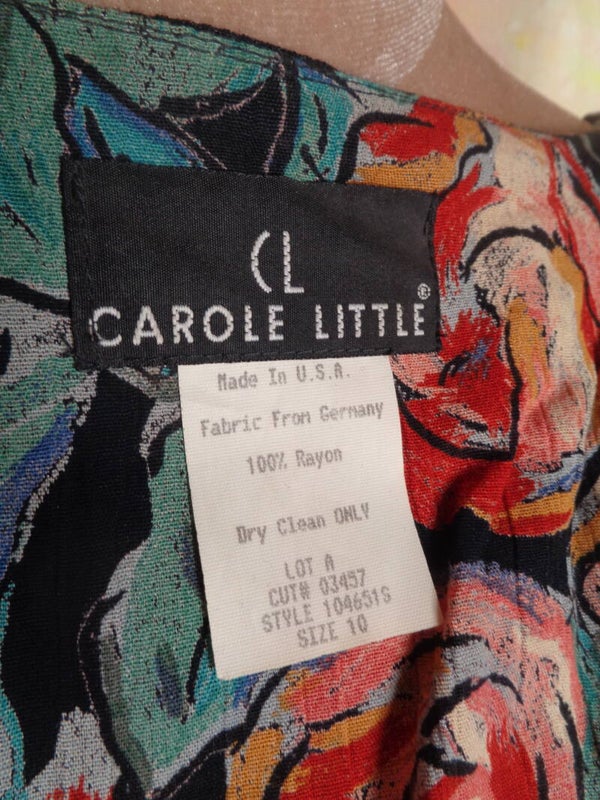 CL
CAROLE LITTLE®
Made In U.S.A.
Fabric From Germany
100% Rayon
Dry Clean ONLY
LOT A
CUT# 03457
STYLE 104651S
SIZE 10